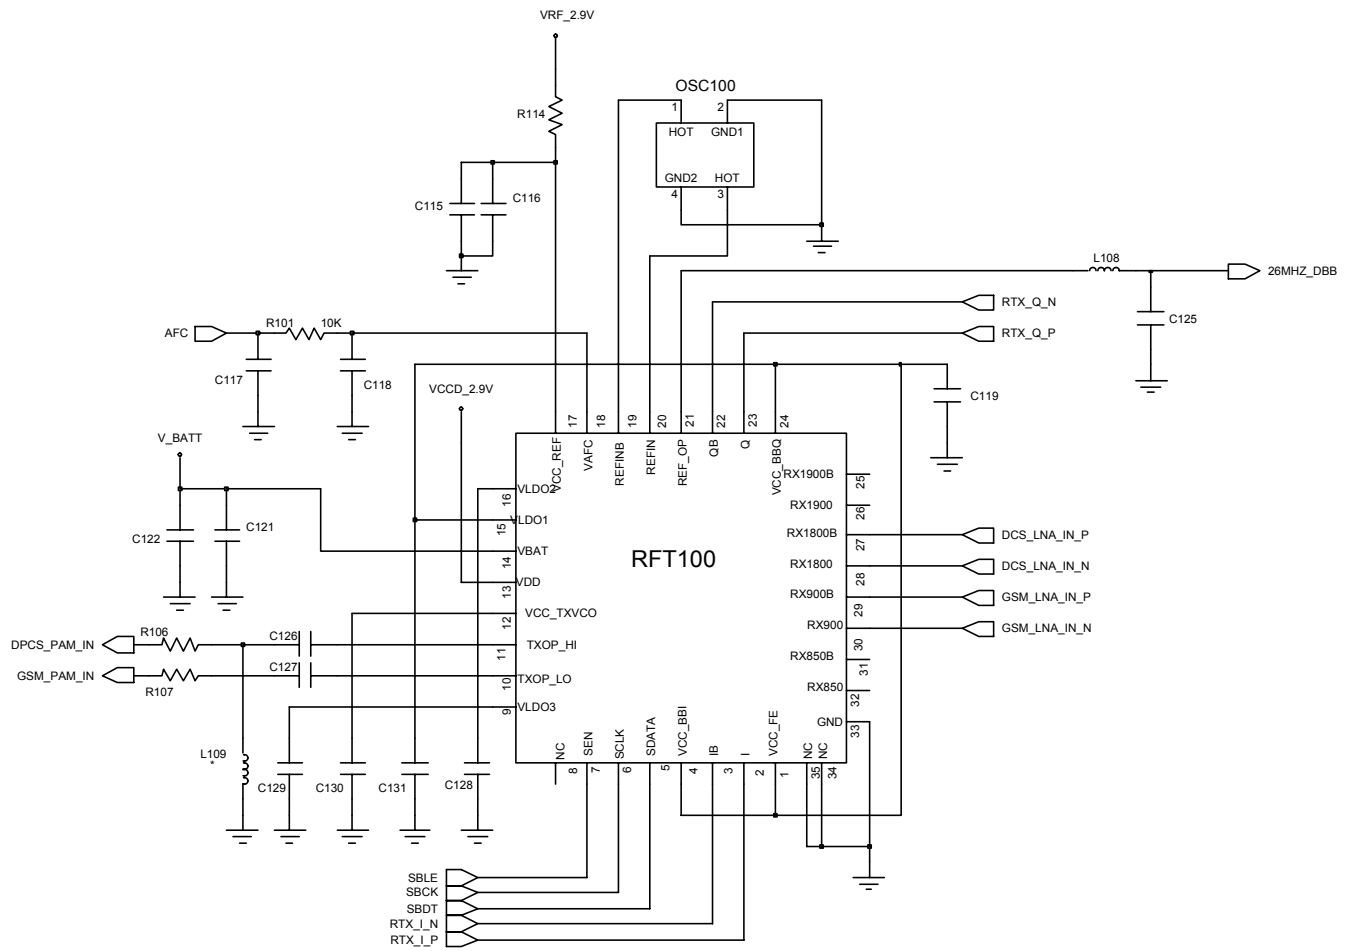 VRF_2.9V
OSC100
R114
1
2
HOT
GND1
GND2
HOT
4
3
C115
C116
L108
26MHZ_DBB
RTX_Q_N
C125
AFC
R101
10K
RTX_Q_P
C117
C118
VCCD_2.9V
C119
17
18
19
20
21
22
23
24
V_BATT
VCC_REF
VAFC
REFINB
REFIN
REF_OP
QB
Q
VCC_BBQ
RX1900B
25
VLDO2
16
RX1900
26
VLDO1
15
C122
C121
RX1800B
27
DCS_LNA_IN_P
VBAT
14
RFT100
RX1800
28
DCS_LNA_IN_N
VDD
13
RX900B
29
GSM_LNA_IN_P
VCC_TXVCO
12
RX900
30
GSM_LNA_IN_N
DPCS_PAM_IN
R106
C126
TXOP_HI
11
RX850B
31
GSM_PAM_IN
R107
C127
TXOP_LO
10
RX850
32
VLDO3
9
GND
33
NC
SEN
SCLK
SDATA
VCC_BBI
IB
I
VCC_FE
NC
NC
8
7
6
5
4
3
2
1
35
34
L109
*
C129
C130
C131
C128
SBLE
SBCK
SBDT
RTX_I_N
RTX_I_P